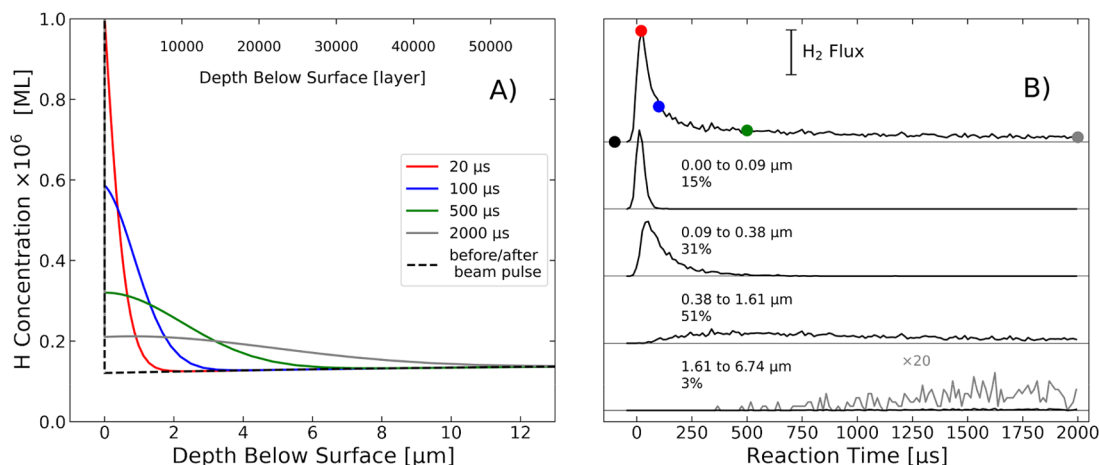 1.0
0.8
0.6
0.4
0.2
0.0
H Concentration ×10⁶ [ML]
10000 20000 30000 40000 50000
Depth Below Surface [layer]
A)
20 μs
100 μs
500 μs
2000 μs
before/after
beam pulse
0 2 4 6 8 10 12
Depth Below Surface [μm]
H₂ Flux
B)
0.00 to 0.09 μm
15%
0.09 to 0.38 μm
31%
0.38 to 1.61 μm
51%
1.61 to 6.74 μm
3%
×20
0 250 500 750 1000 1250 1500 1750 2000
Reaction Time [μs]